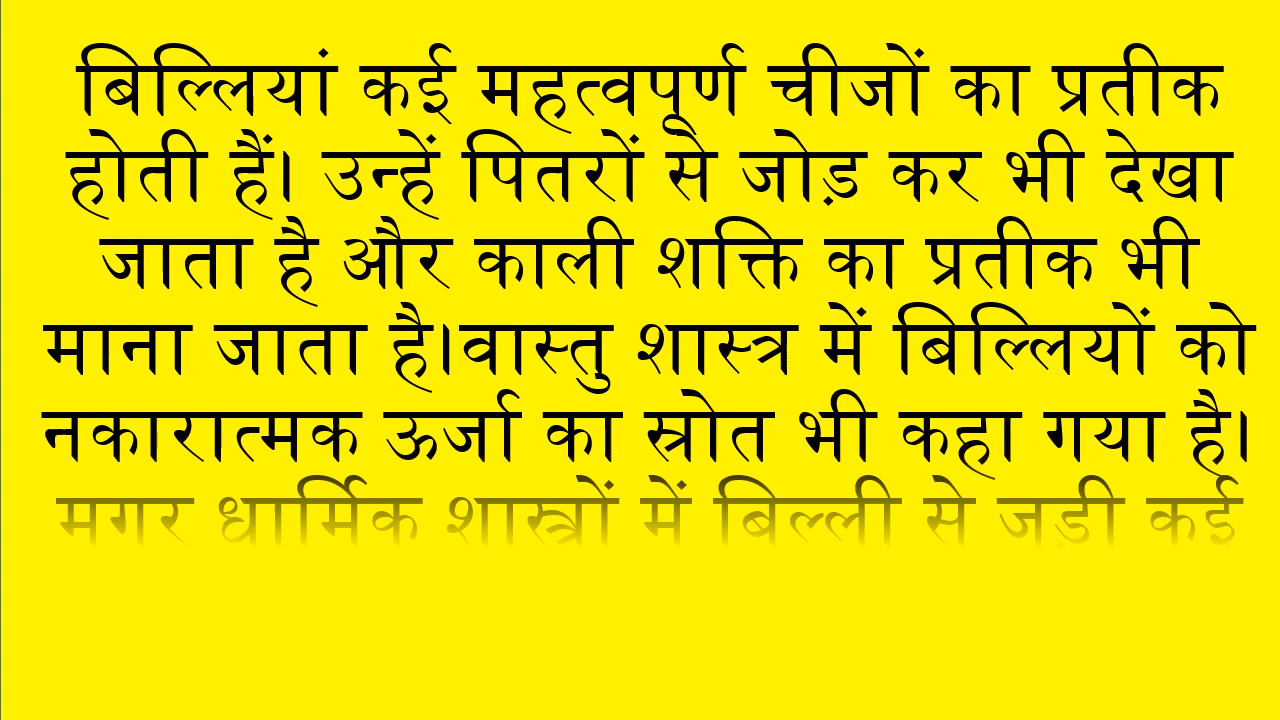 बिल्लियां कई महत्वपूर्ण चीजों का प्रतीक
होती हैं। उन्हें पितरों से जोड़ कर भी देखा
जाता है और काली शक्ति का प्रतीक भी
माना जाता है।वास्तु शास्त्र में बिल्लियों को
नकारात्मक ऊर्जा का स्रोत भी कहा गया है।
मगर धार्मिक शास्त्रों में बिल्ली से जुड़ी कई